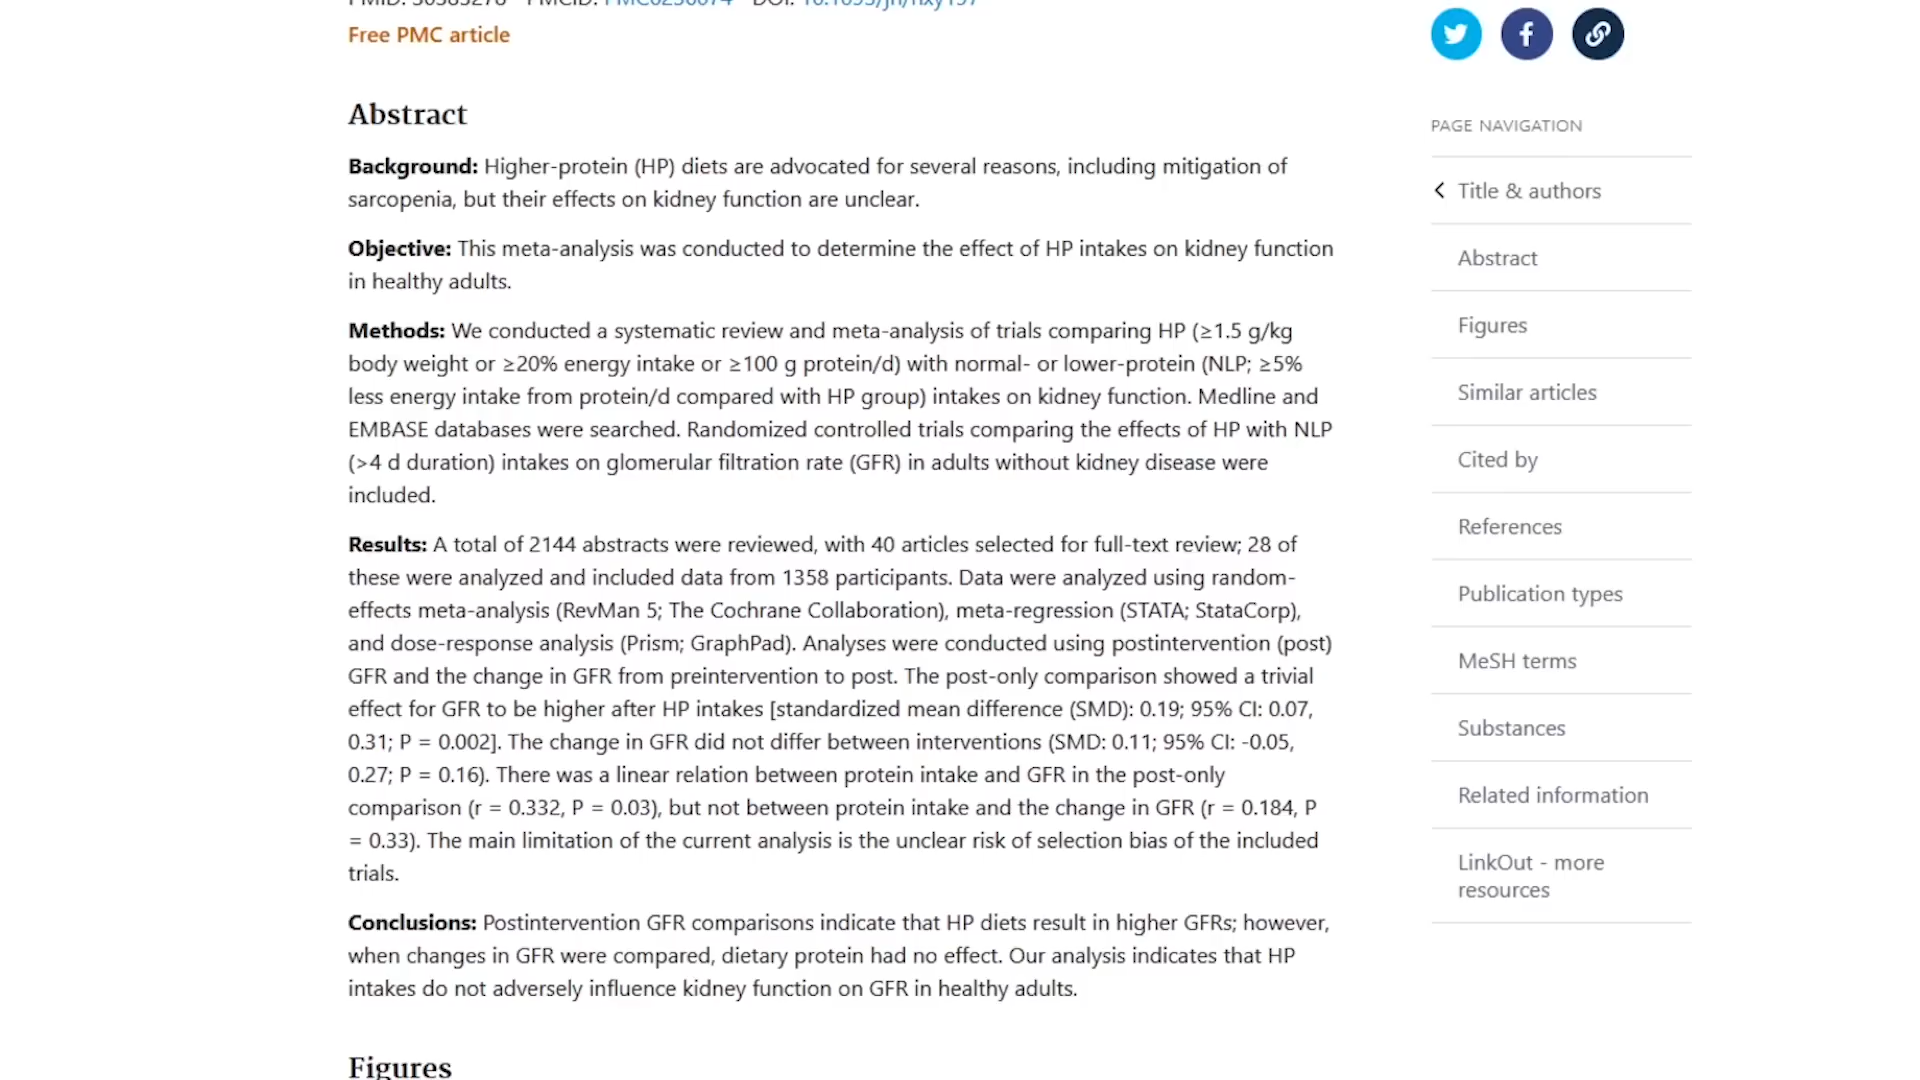 Free PMC article
Abstract
Background: Higher-protein (HP) diets are advocated for several reasons, including mitigation of
sarcopenia, but their effects on kidney function are unclear.
Objective: This meta-analysis was conducted to determine the effect of HP intakes on kidney function
in healthy adults.
Methods: We conducted a systematic review and meta-analysis of trials comparing HP (≥1.5 g/kg
body weight or ≥20% energy intake or ≥100 g protein/d) with normal- or lower-protein (NLP; ≥5%
less energy intake from protein/d compared with HP group) intakes on kidney function. Medline and
EMBASE databases were searched. Randomized controlled trials comparing the effects of HP with NLP
(>4 d duration) intakes on glomerular filtration rate (GFR) in adults without kidney disease were
included.
Results: A total of 2144 abstracts were reviewed, with 40 articles selected for full-text review; 28 of
these were analyzed and included data from 1358 participants. Data were analyzed using random-
effects meta-analysis (RevMan 5; The Cochrane Collaboration), meta-regression (STATA; StataCorp),
and dose-response analysis (Prism; GraphPad). Analyses were conducted using postintervention (post)
GFR and the change in GFR from preintervention to post. The post-only comparison showed a trivial
effect for GFR to be higher after HP intakes [standardized mean difference (SMD): 0.19; 95% CI: 0.07,
0.31; P = 0.002]. The change in GFR did not differ between interventions (SMD: 0.11; 95% CI: -0.05,
0.27; P = 0.16). There was a linear relation between protein intake and GFR in the post-only
comparison (r = 0.332, P = 0.03), but not between protein intake and the change in GFR (r = 0.184, P
= 0.33). The main limitation of the current analysis is the unclear risk of selection bias of the included
trials.
Conclusions: Postintervention GFR comparisons indicate that HP diets result in higher GFRs; however,
when changes in GFR were compared, dietary protein had no effect. Our analysis indicates that HP
intakes do not adversely influence kidney function on GFR in healthy adults.
Figures
PAGE NAVIGATION
Title & authors
Abstract
Figures
Similar articles
Cited by
References
Publication types
MeSH terms
Substances
Related information
LinkOut - more
resources